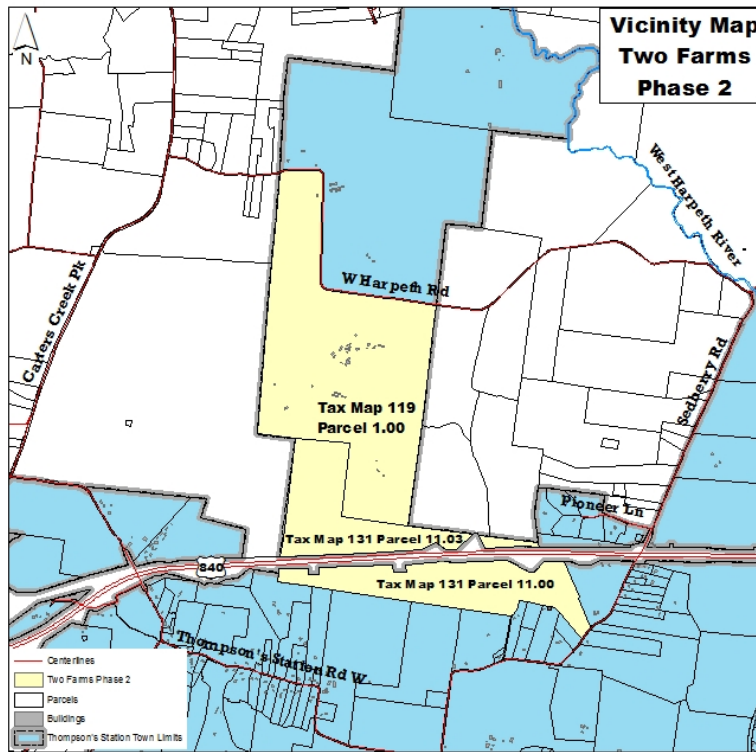 Vicinity Map
Two Farms
Phase 2
N
West Harpeth River
W Harpeth Rd
Carters Creek Pk
Sedberry Rd
Tax Map 119
Parcel 1.00
Pioneer Ln
Tax Map 131 Parcel 11.03
840
Tax Map 131 Parcel 11.00
Thompson's Station Rd W
Centerlines
Two Farms Phase 2
Parcels
Buildings
Thompson's Station Town Limits